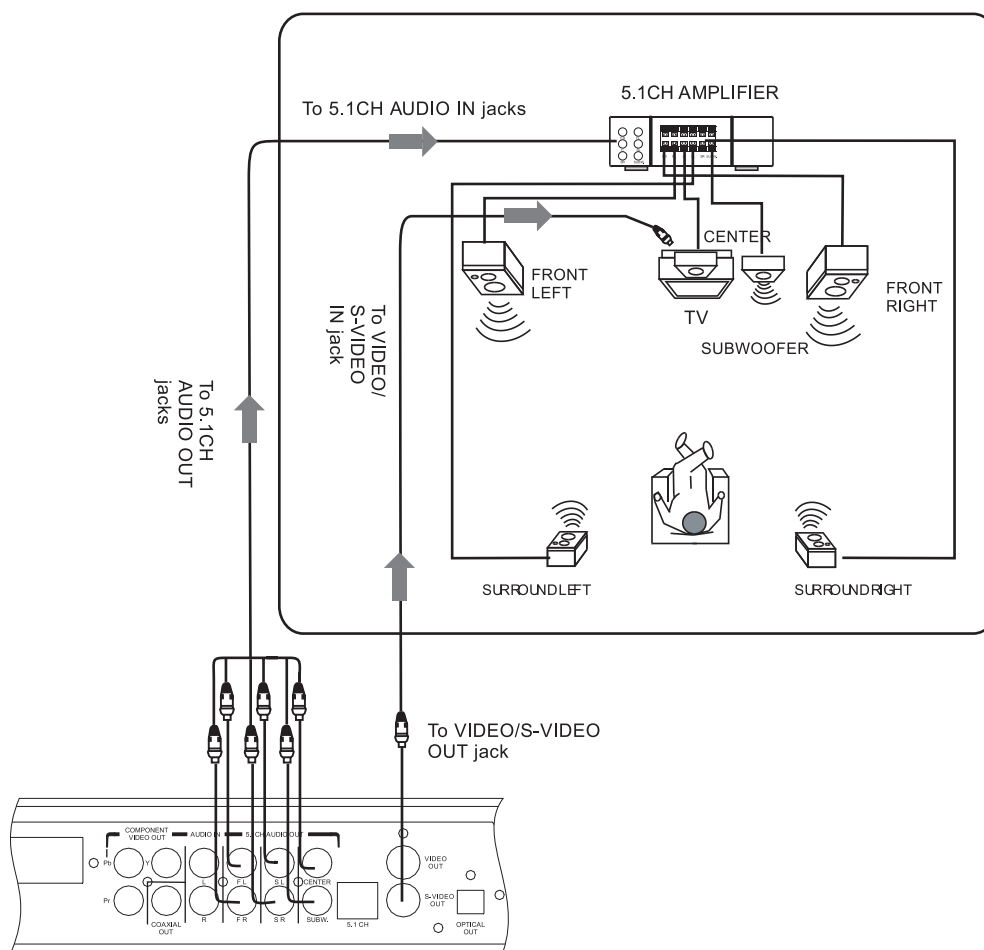 5.1CH AMPLIFIER
To 5.1CH AUDIO IN jacks
CENTER
FRONT
LEFT
FRONT
RIGHT
TV
SUBWOOFER
To VIDEO/
S-VIDEO
IN jack
To 5.1CH
AUDIO OUT
jacks
SURROUNDLEFT
SURROUNDRIGHT
To VIDEO/S-VIDEO
OUT jack
COMPONENT
VIDEO OUT
AUDIO IN
5.1 CH AUDIO OUT
Pb
Y
L
F L
S L
CENTER
VIDEO
OUT
Pr
COAXIAL
OUT
R
F R
S R
SUBW.
5.1 CH
S-VIDEO
OUT
OPTICAL
OUT